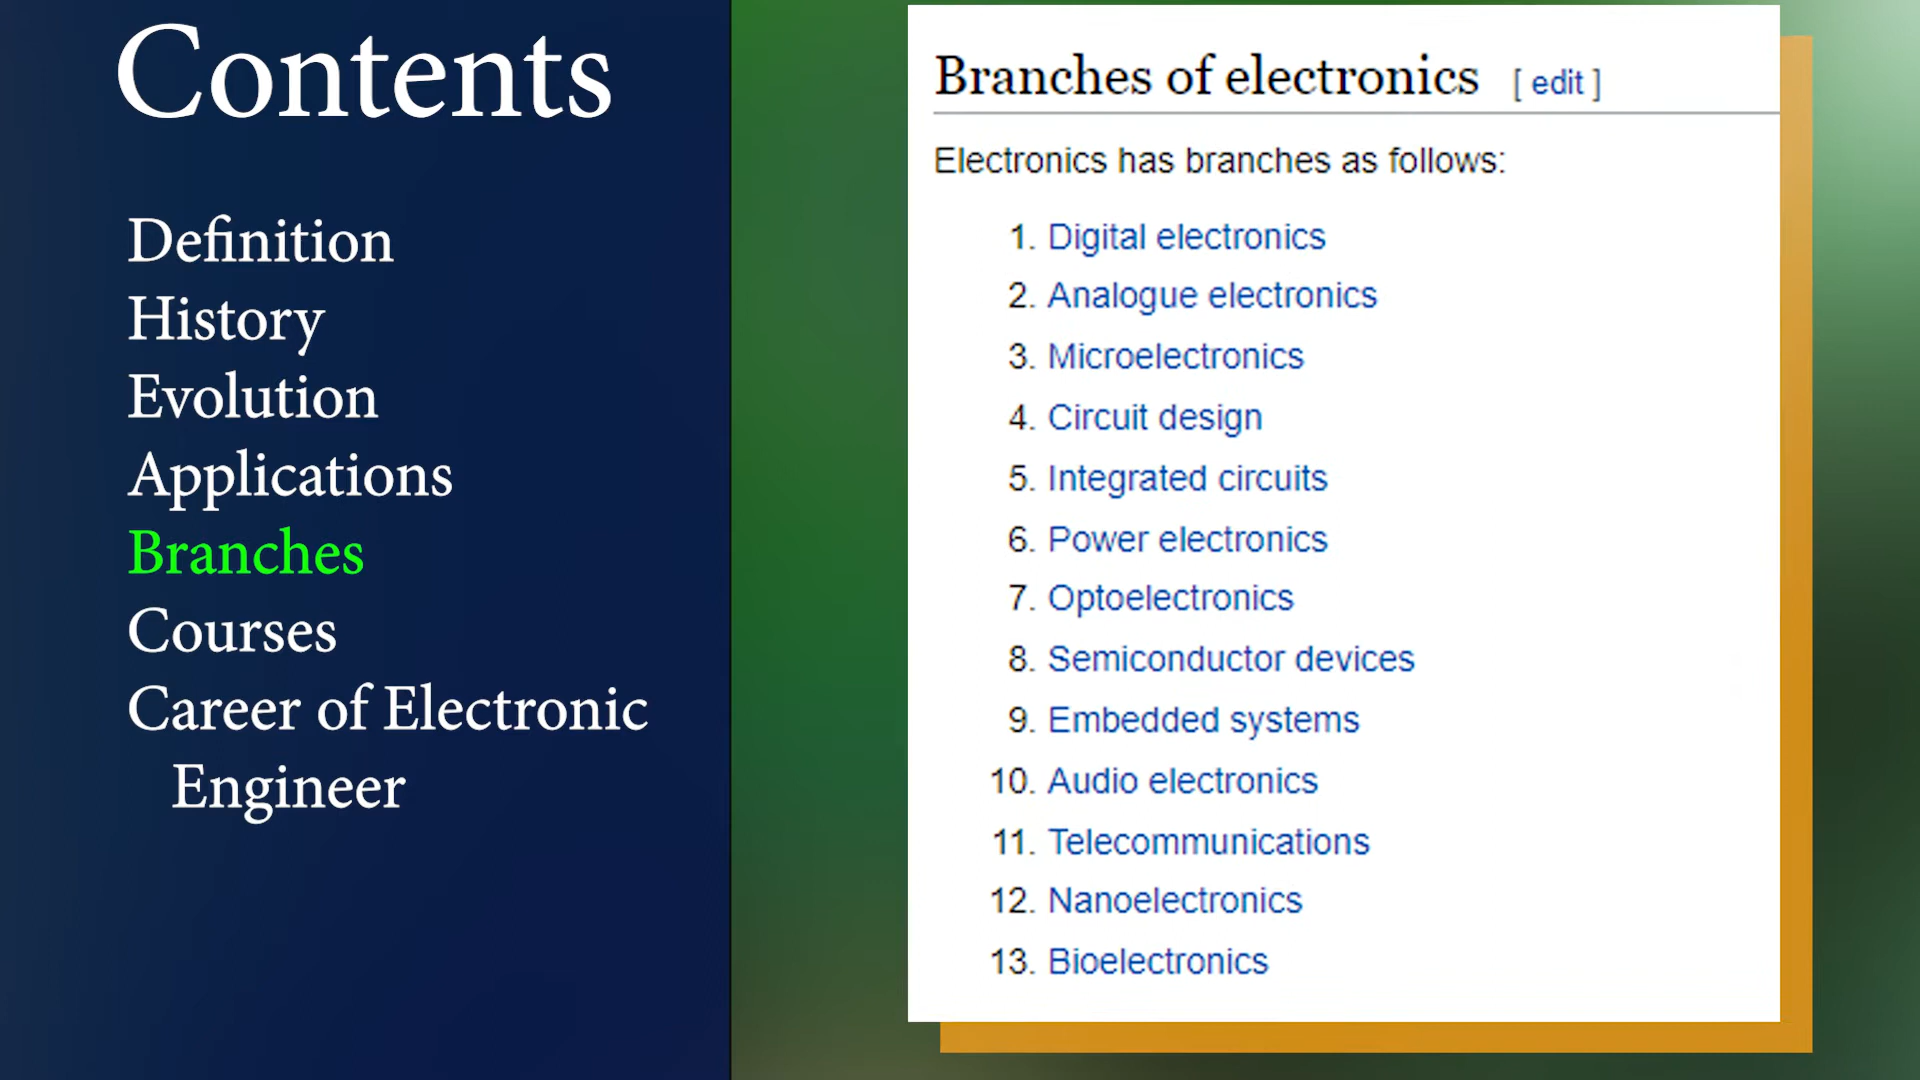 Contents
Definition
History
Evolution
Applications
Branches
Courses
Career of Electronic
Engineer
Branches of electronics [ edit ]
Electronics has branches as follows:
1. Digital electronics
2. Analogue electronics
3. Microelectronics
4. Circuit design
5. Integrated circuits
6. Power electronics
7. Optoelectronics
8. Semiconductor devices
9. Embedded systems
10. Audio electronics
11. Telecommunications
12. Nanoelectronics
13. Bioelectronics